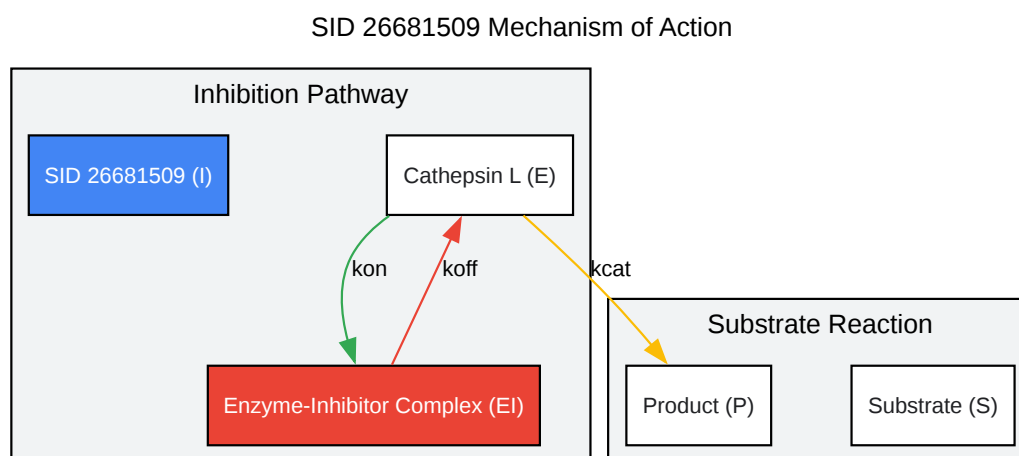 SID 26681509 Mechanism of Action
Inhibition Pathway
SID 26681509 (I)
Cathepsin L (E)
kon
koff
kcat
Substrate Reaction
Enzyme-Inhibitor Complex (EI)
Product (P)
Substrate (S)